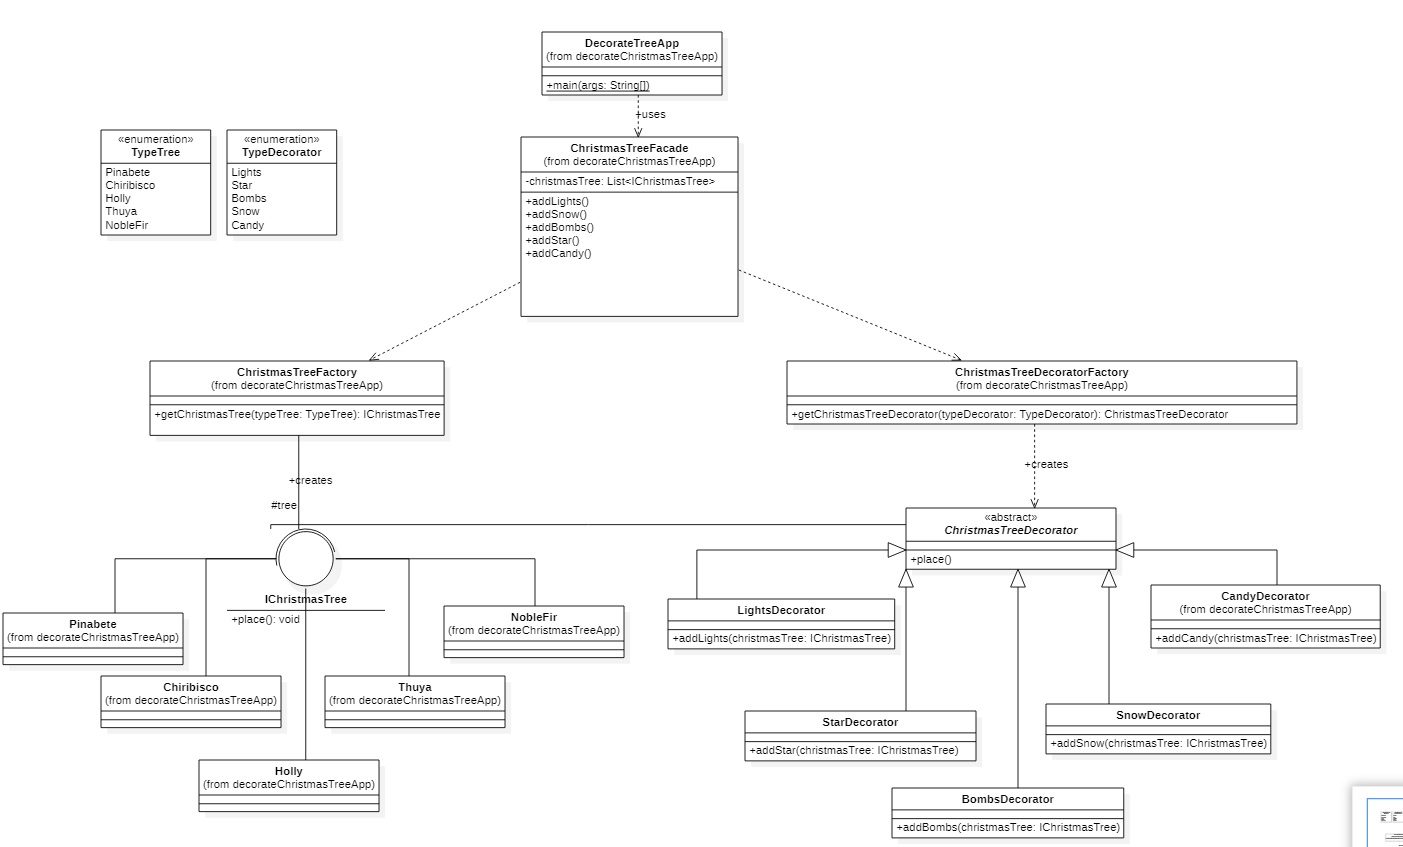 DecorateTreeApp
(from decorateChristmasTreeApp)
+main(args: String[])
+uses
«enumeration»
TypeTree
Pinabete
Chiribisco
Holly
Thuya
NobleFir
«enumeration»
TypeDecorator
Lights
Star
Bombs
Snow
Candy
ChristmasTreeFacade
(from decorateChristmasTreeApp)
-christmasTree: List<IChristmasTree>
+addLights()
+addSnow()
+addBombs()
+addStar()
+addCandy()
ChristmasTreeFactory
(from decorateChristmasTreeApp)
+getChristmasTree(typeTree: TypeTree): IChristmasTree
ChristmasTreeDecoratorFactory
(from decorateChristmasTreeApp)
+getChristmasTreeDecorator(typeDecorator: TypeDecorator): ChristmasTreeDecorator
+creates
#tree
+creates
«abstract»
ChristmasTreeDecorator
+place()
IChristmasTree
+place(): void
Pinabete
(from decorateChristmasTreeApp)
NobleFir
(from decorateChristmasTreeApp)
Chiribisco
(from decorateChristmasTreeApp)
Thuya
(from decorateChristmasTreeApp)
Holly
(from decorateChristmasTreeApp)
LightsDecorator
+addLights(christmasTree: IChristmasTree)
CandyDecorator
(from decorateChristmasTreeApp)
+addCandy(christmasTree: IChristmasTree)
StarDecorator
+addStar(christmasTree: IChristmasTree)
SnowDecorator
+addSnow(christmasTree: IChristmasTree)
BombsDecorator
+addBombs(christmasTree: IChristmasTree)